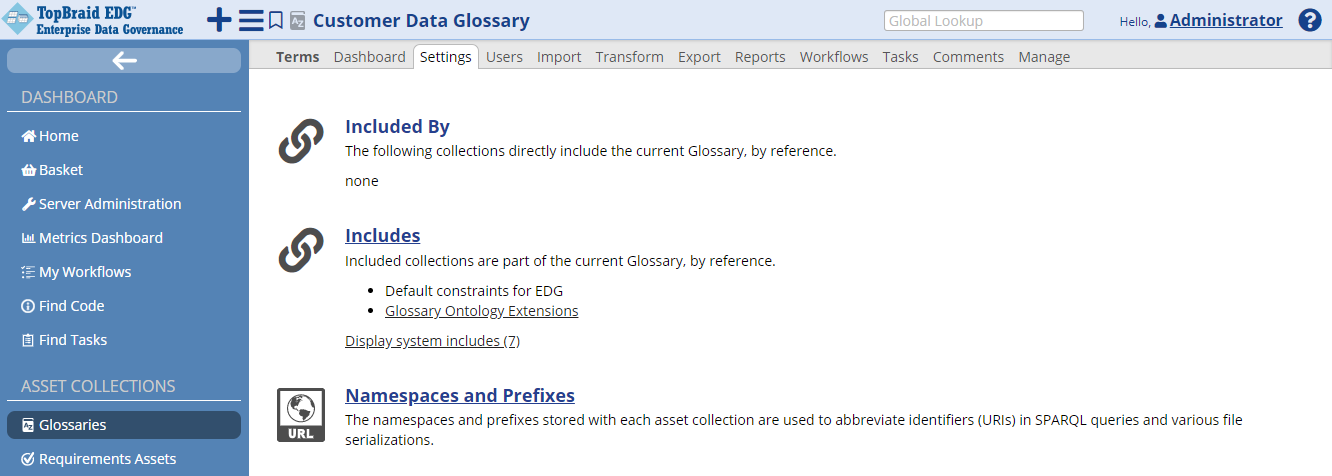 TopBraid EDG™
Enterprise Data Governance
Customer Data Glossary
Global Lookup
Hello, Administrator
Terms Dashboard Settings Users Import Transform Export Reports Workflows Tasks Comments Manage
DASHBOARD
Home
Basket
Server Administration
Metrics Dashboard
My Workflows
Find Code
Find Tasks
ASSET COLLECTIONS
Glossaries
Requirements Assets
Included By
The following collections directly include the current Glossary, by reference.
none
Includes
Included collections are part of the current Glossary, by reference.
• Default constraints for EDG
• Glossary Ontology Extensions
Display system includes (7)
URL
Namespaces and Prefixes
The namespaces and prefixes stored with each asset collection are used to abbreviate identifiers (URIs) in SPARQL queries and various file
serializations.